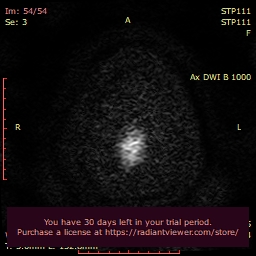 Im: 54/54
Se: 3
A
STP111
STP111
F
Ax DWI B 1000
R
L
You have 30 days left in your trial period.
Purchase a license at https://radiantviewer.com/store/